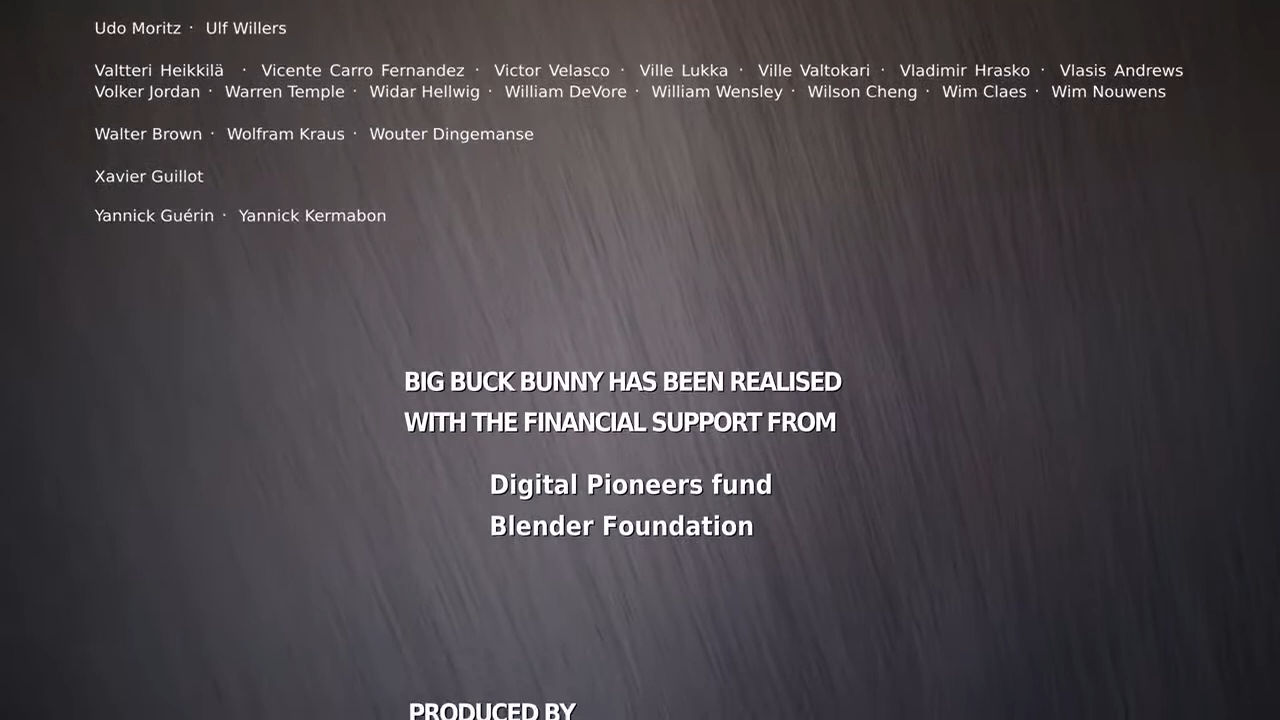 Udo Moritz · Ulf Willers
Valtteri Heikkilä · Vicente Carro Fernandez · Victor Velasco · Ville Lukka · Ville Valtokari · Vladimir Hrasko · Vlasis Andrews
Volker Jordan · Warren Temple · Widar Hellwig · William DeVore · William Wensley · Wilson Cheng · Wim Claes · Wim Nouwens
Walter Brown · Wolfram Kraus · Wouter Dingemanse
Xavier Guillot
Yannick Guérin · Yannick Kermabon
BIG BUCK BUNNY HAS BEEN REALISED
WITH THE FINANCIAL SUPPORT FROM
Digital Pioneers fund
Blender Foundation
PRODUCED BY